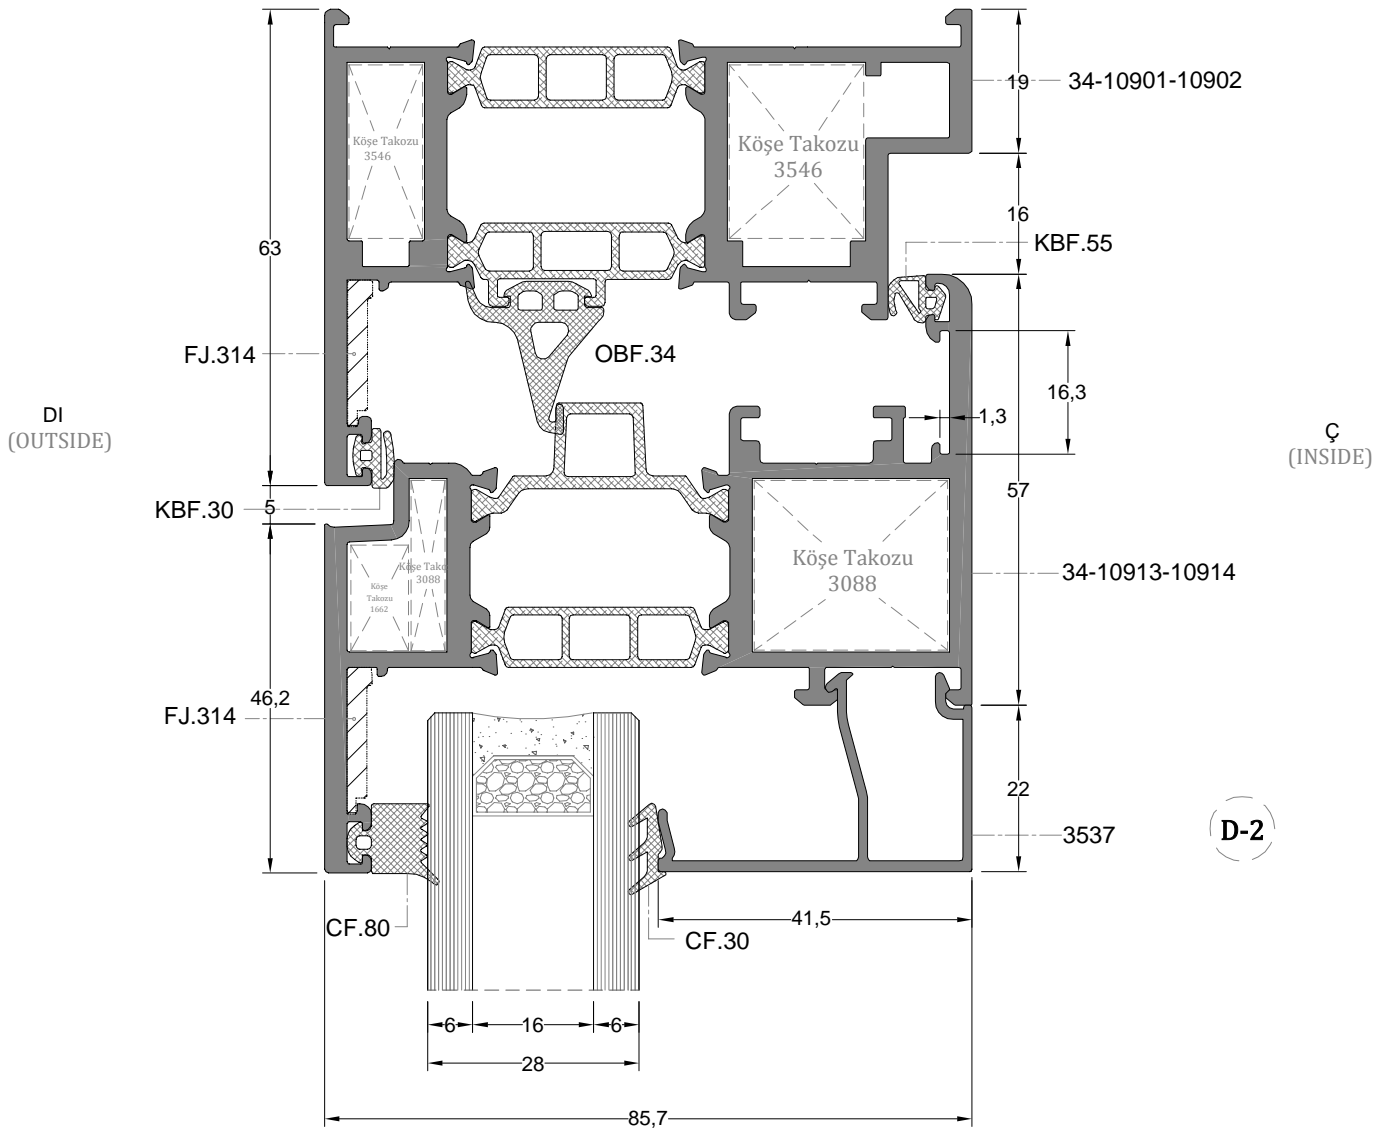 19
34-10901-10902
Köşe Takozu
3546
Köşe Takozu
3546
16
KBF.55
63
FJ.314
OBF.34
16,3
1,3
DI
(OUTSIDE)
Ç
(INSIDE)
57
KBF.30
5
Köşe Takozu
3088
Köşe Tako
3088
Köşe
Takozu
1662
34-10913-10914
46,2
FJ.314
22
3537
D-2
41,5
CF.80
CF.30
6
16
6
28
85,7